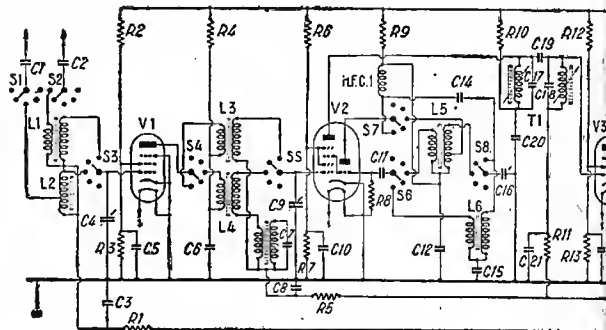 R2 R4 R6 R9 R10 R12
C1 C2 C19
S1 S2 H.F.C.1 C17 C18
L1 L3 V2 C14 T1
V1 S7 L5 C20 V3
S3 S4 S5 S8
L2 C11 S6 C16
C4 L4 C9 R8 L6
R3 C5 C6 C7 R7 C10 C12 C15 C21 R11 R13
C3 C8 R5
R1